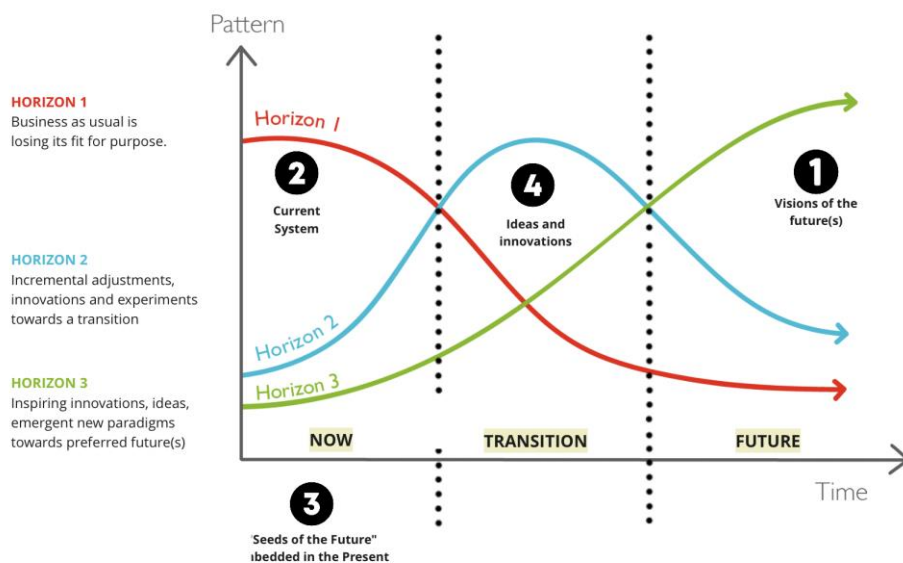 Pattern
HORIZON 1
Business as usual is
losing its fit for purpose.
Horizon 1
2
Current
System
4
Ideas and
innovations
1
Visions of the
future(s)
HORIZON 2
Incremental adjustments,
innovations and experiments
towards a transition
Horizon 2
HORIZON 3
Inspiring innovations, ideas,
emergent new paradigms
towards preferred future(s)
Horizon 3
NOW
TRANSITION
FUTURE
Time
3
"Seeds of the Future"
bedded in the Present